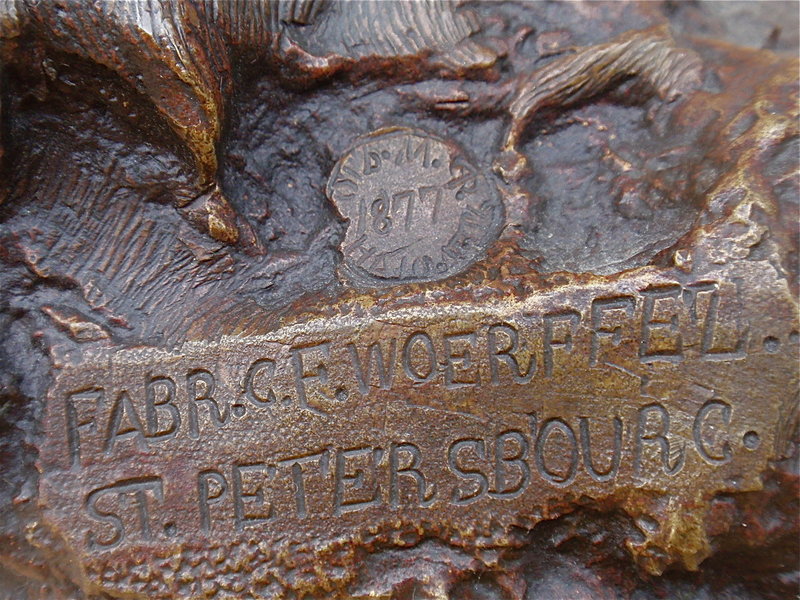 1877
FABR. C. F. WOERFFEL.
ST. PETERSBOURG.